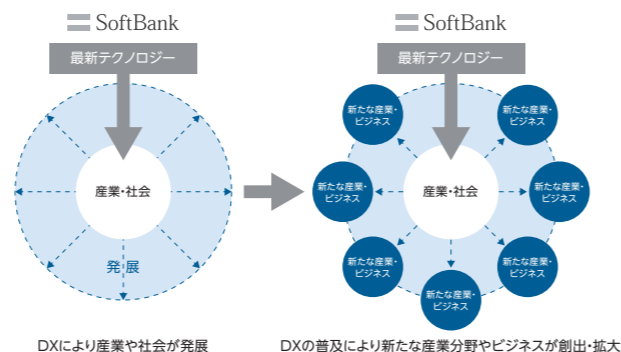 SoftBank
最新テクノロジー
産業・社会
発展
DXにより産業や社会が発展
SoftBank
最新テクノロジー
新たな産業・
ビジネス
新たな産業・
ビジネス
新たな産業・
ビジネス
産業・社会
新たな産業・
ビジネス
新たな産業・
ビジネス
新たな産業・
ビジネス
新たな産業・
ビジネス
DXの普及により新たな産業分野やビジネスが創出・拡大